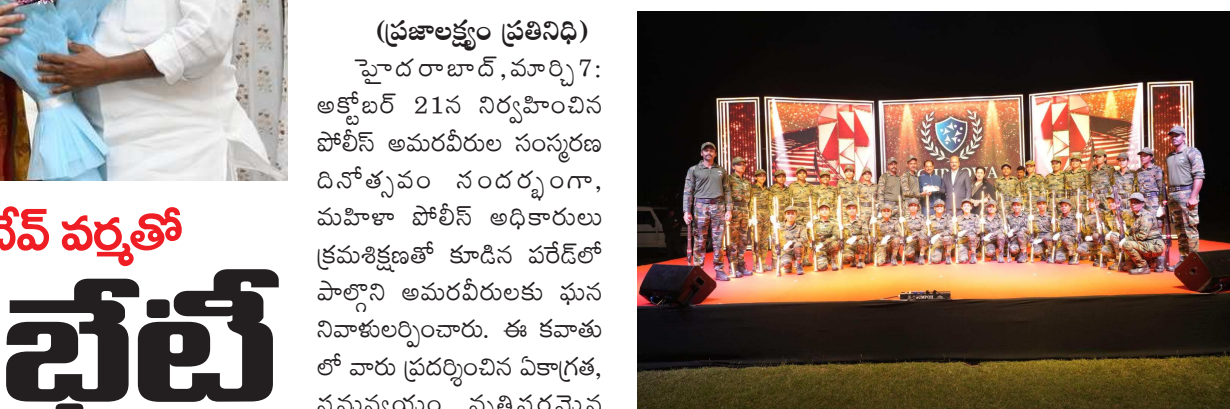 వర్మతో
భేటీ
(ప్రజాలక్ష్యం ప్రతినిధి)
హైదరాబాద్,మార్చి7:
అక్టోబర్ 21న నిర్వహించిన
పోలీస్ అమరవీరుల సంస్మరణ
దినోత్సవం నందర్భంగా,
మహిళా పోలీస్ అధికారులు
క్రమశిక్షణతో కూడిన పరేడ్‌లో
పాల్గొని అమరవీరులకు ఘన
నివాళులర్పించారు. ఈ కవాతు
లో వారు ప్రదర్శించిన ఏకాగ్రత,